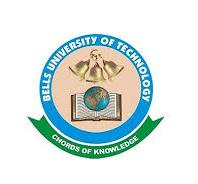 BELLS UNIVERSITY OF TECHNOLOGY
CHORDS OF KNOWLEDGE